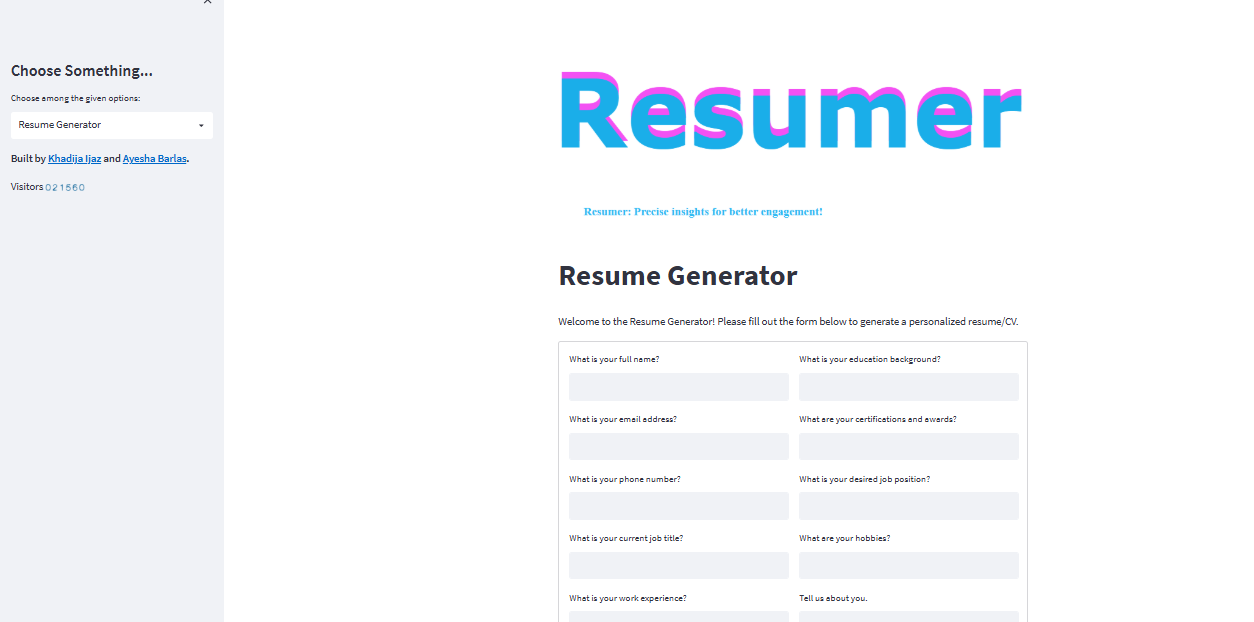 Choose Something...
Choose among the given options:
Resume Generator
Built by Khadija Ijaz and Ayesha Barlas.
Visitors 021560
Resumer
Resumer: Precise insights for better engagement!
Resume Generator
Welcome to the Resume Generator! Please fill out the form below to generate a personalized resume/CV.
What is your full name?
What is your education background?
What is your email address?
What are your certifications and awards?
What is your phone number?
What is your desired job position?
What is your current job title?
What are your hobbies?
What is your work experience?
Tell us about you.